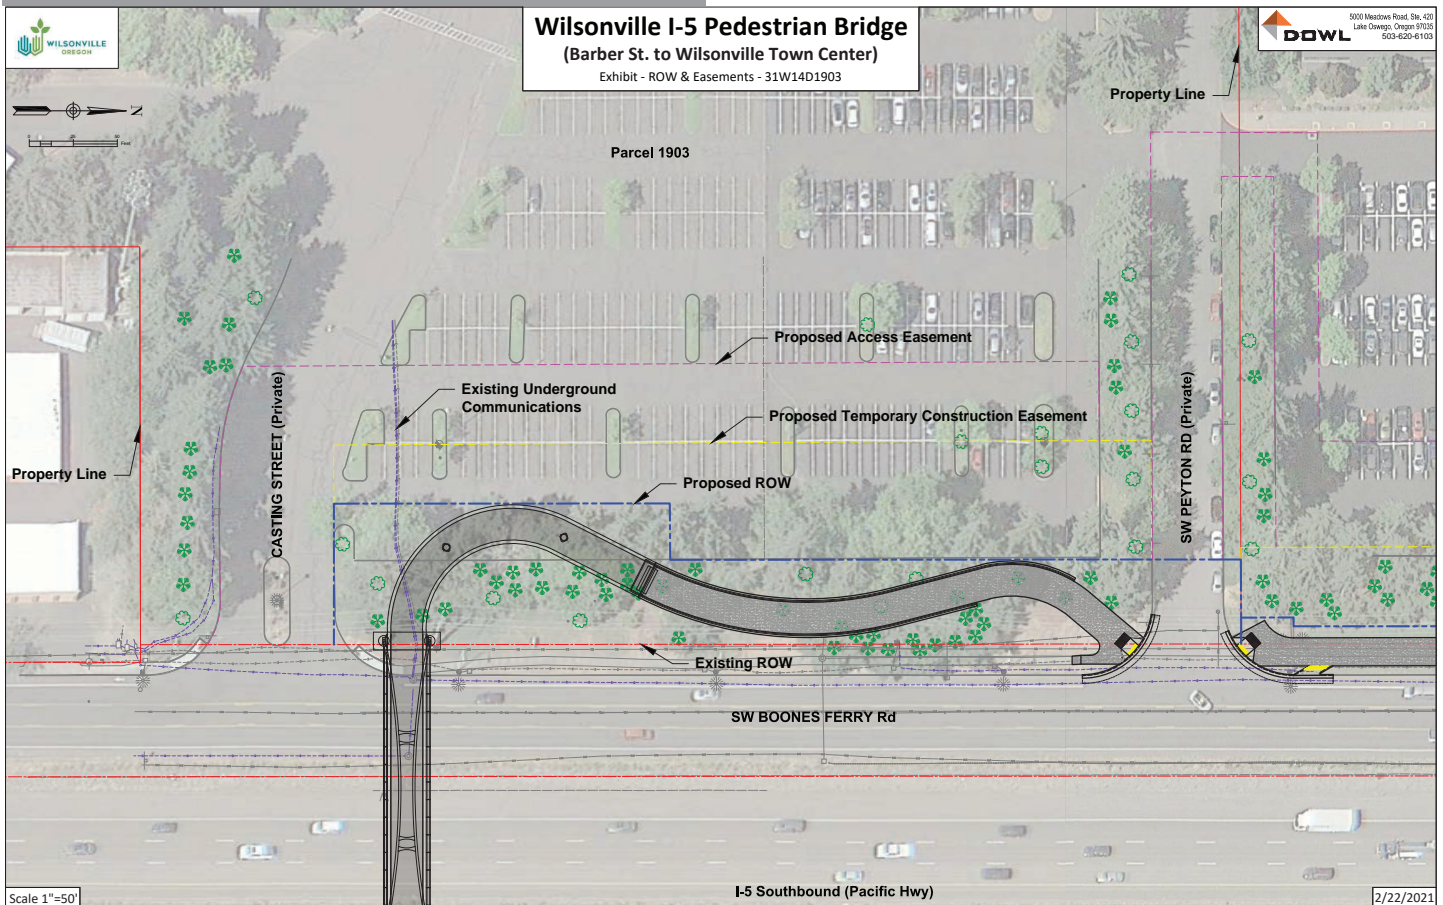 WILSONVILLE
OREGON
Wilsonville I-5 Pedestrian Bridge
(Barber St. to Wilsonville Town Center)
Exhibit - ROW & Easements - 31W14D1903
DOWL
5000 Meadows Road, Ste, 420
Lake Oswego, Oregon 97035
503-620-6103
N
Feet
Property Line
Parcel 1903
Proposed Access Easement
Existing Underground
Communications
Proposed Temporary Construction Easement
CASTING STREET (Private)
SW PEYTON RD (Private)
Property Line
Proposed ROW
Existing ROW
SW BOONES FERRY Rd
I-5 Southbound (Pacific Hwy)
Scale 1"=50'
2/22/2021